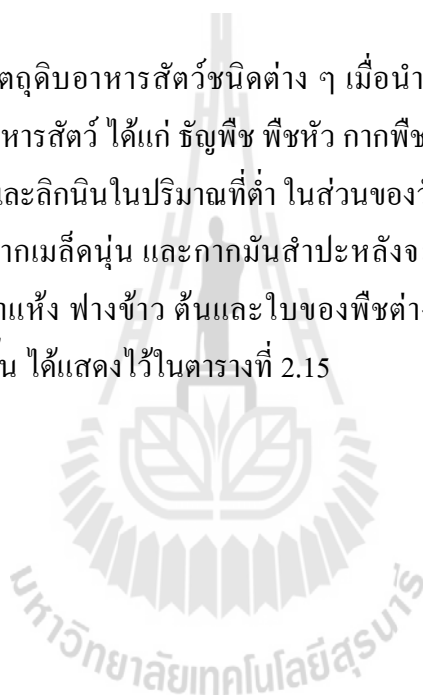 ตถุดิบอาหารสัตว์ชนิดต่าง ๆ เมื่อนำ
หารสัตว์ ได้แก่ ธัญพืช พืชหัว กากพืช
และลิกนินในปริมาณที่ต่ำ ในส่วนของวั
ากเมล็ดนุ่น และกากมันสำปะหลังจ
าแห้ง ฟางข้าว ต้นและใบของพืชต่า
ั้น ได้แสดงไว้ในตารางที่ 2.15
มหาวิทยาลัยเทคโนโลยีสุรนารี